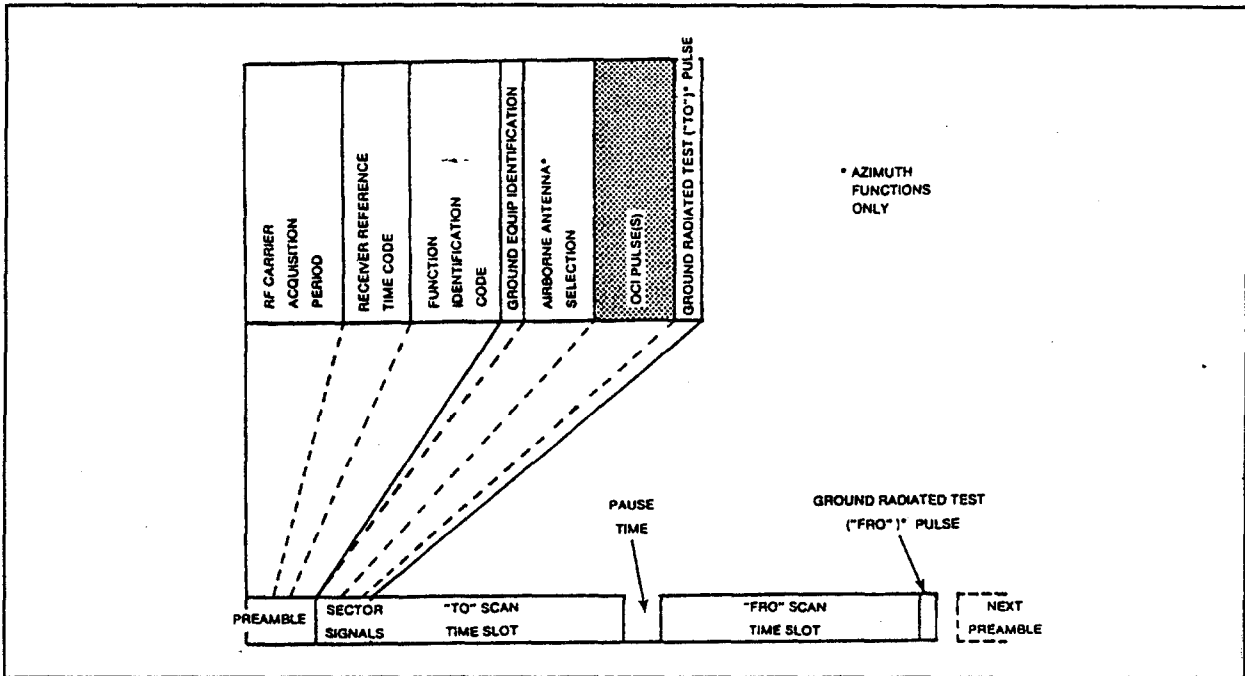 RF CARRIER
ACQUISITION
PERIOD
RECEIVER REFERENCE
TIME CODE
FUNCTION
IDENTIFICATION
CODE
GROUND EQUIP IDENTIFICATION
AIRBORNE ANTENNA*
SELECTION
OCI PULSE(S)
GROUND RADIATED TEST ("TO")* PULSE
* AZIMUTH
FUNCTIONS
ONLY
PAUSE
TIME
GROUND RADIATED TEST
("FRO")* PULSE
PREAMBLE
SECTOR
SIGNALS
"TO" SCAN
TIME SLOT
"FRO" SCAN
TIME SLOT
NEXT
PREAMBLE